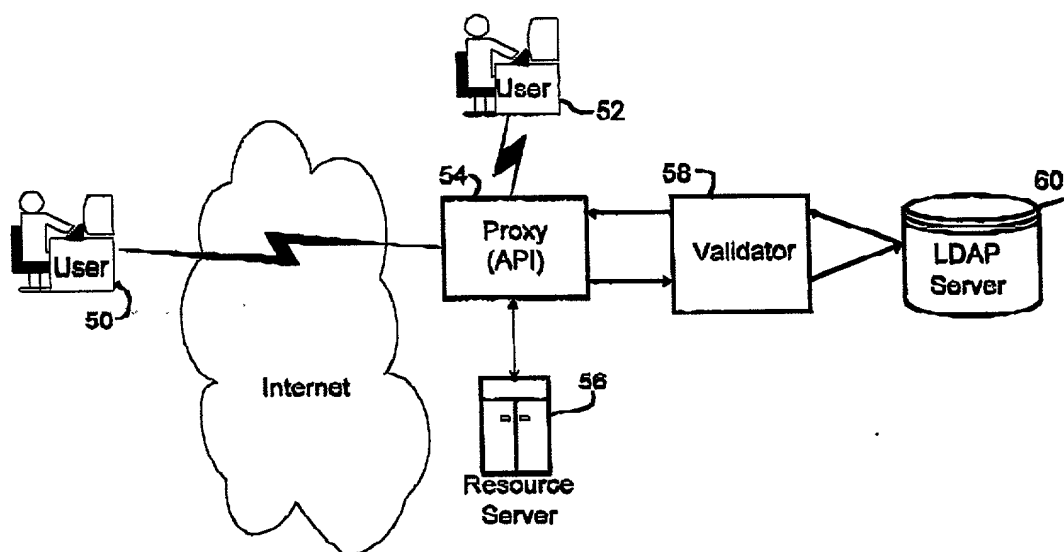 User
52
54
58
60
Proxy
(API)
Validator
LDAP
Server
User
50
Internet
56
Resource
Server